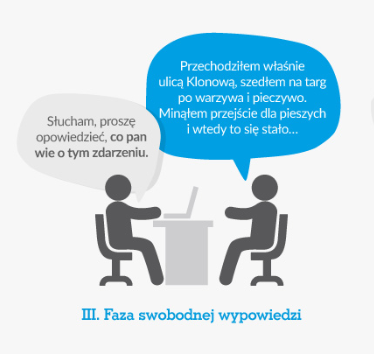 Słucham, proszę
opowiedzieć, co pan
wie o tym zdarzeniu.
Przechodziłem właśnie
ulicą Klonową, szedłem na targ
po warzywa i pieczywo.
Minąłem przejście dla pieszych
i wtedy to się stało...
III. Faza swobodnej wypowiedzi